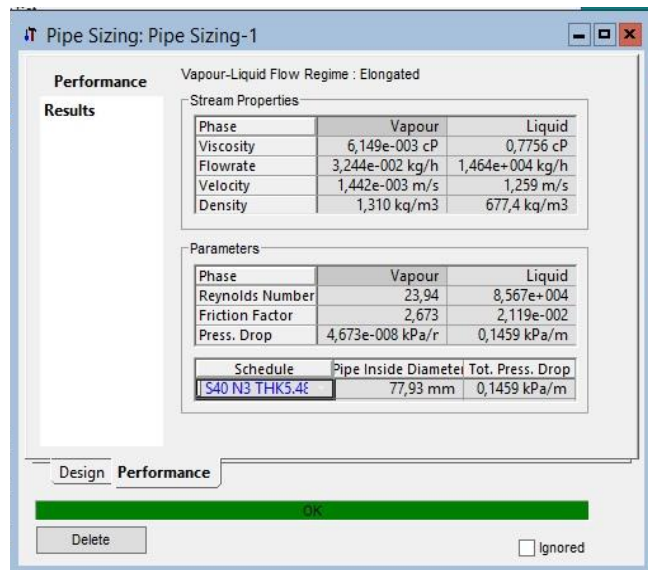 Pipe Sizing: Pipe Sizing-1
Performance
Results
Vapour-Liquid Flow Regime : Elongated
Stream Properties
Phase Vapour Liquid
Viscosity 6,149e-003 cP 0,7756 cP
Flowrate 3,244e-002 kg/h 1,464e+004 kg/h
Velocity 1,442e-003 m/s 1,259 m/s
Density 1,310 kg/m3 677,4 kg/m3
Parameters
Phase Vapour Liquid
Reynolds Number 23,94 8,567e+004
Friction Factor 2,673 2,119e-002
Press. Drop 4,673e-008 kPa/r 0,1459 kPa/m
Schedule Pipe Inside Diameter Tot. Press. Drop
S40 N3 THK5.48 77,93 mm 0,1459 kPa/m
Design Performance
OK
Delete
Ignored